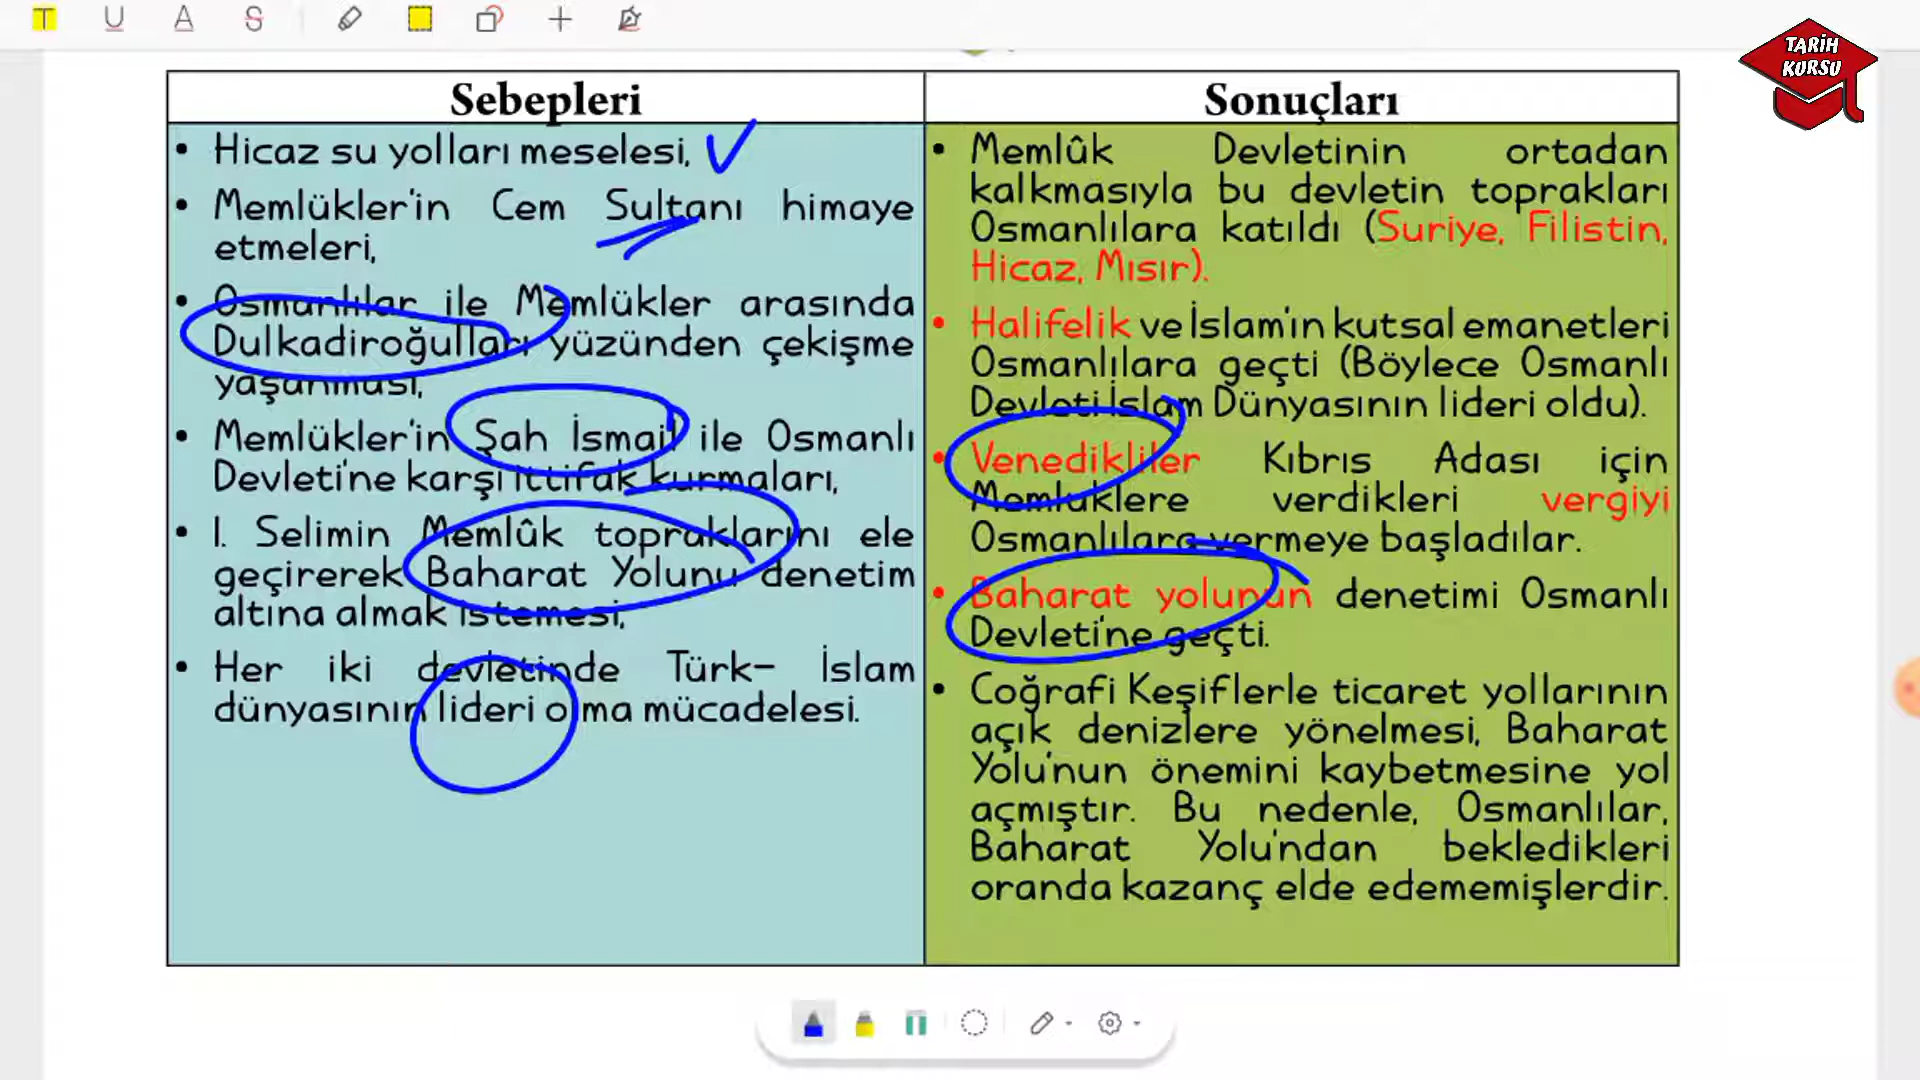 TARİH
KURSU
Sebepleri
Hicaz su yolları meselesi,
Memlükler'in Cem Sultanı himaye
etmeleri,
Osmanlılar ile Memlükler arasında
Dulkadiroğulları yüzünden çekişme
yaşanması,
Memlükler'in Şah İsmail ile Osmanlı
Devleti'ne karşı ittifak kurmaları,
I. Selimin Memlûk topraklarını ele
geçirerek Baharat Yolunu denetim
altına almak istemesi,
Her iki devletinde Türk- İslam
dünyasının lideri olma mücadelesi.
Sonuçları
Memlûk Devletinin ortadan
kalkmasıyla bu devletin toprakları
Osmanlılara katıldı (Suriye, Filistin,
Hicaz, Mısır).
Halifelik ve İslam'ın kutsal emanetleri
Osmanlılara geçti (Böylece Osmanlı
Devleti İslam Dünyasının lideri oldu).
Venedikliler Kıbrıs Adası için
Memluklere verdikleri vergiyi
Osmanlılara vermeye başladılar.
Baharat yolunun denetimi Osmanlı
Devleti'ne geçti.
Coğrafi Keşiflerle ticaret yollarının
açık denizlere yönelmesi, Baharat
Yolu'nun önemini kaybetmesine yol
açmıştır. Bu nedenle, Osmanlılar,
Baharat Yolu'ndan bekledikleri
oranda kazanç elde edememişlerdir.